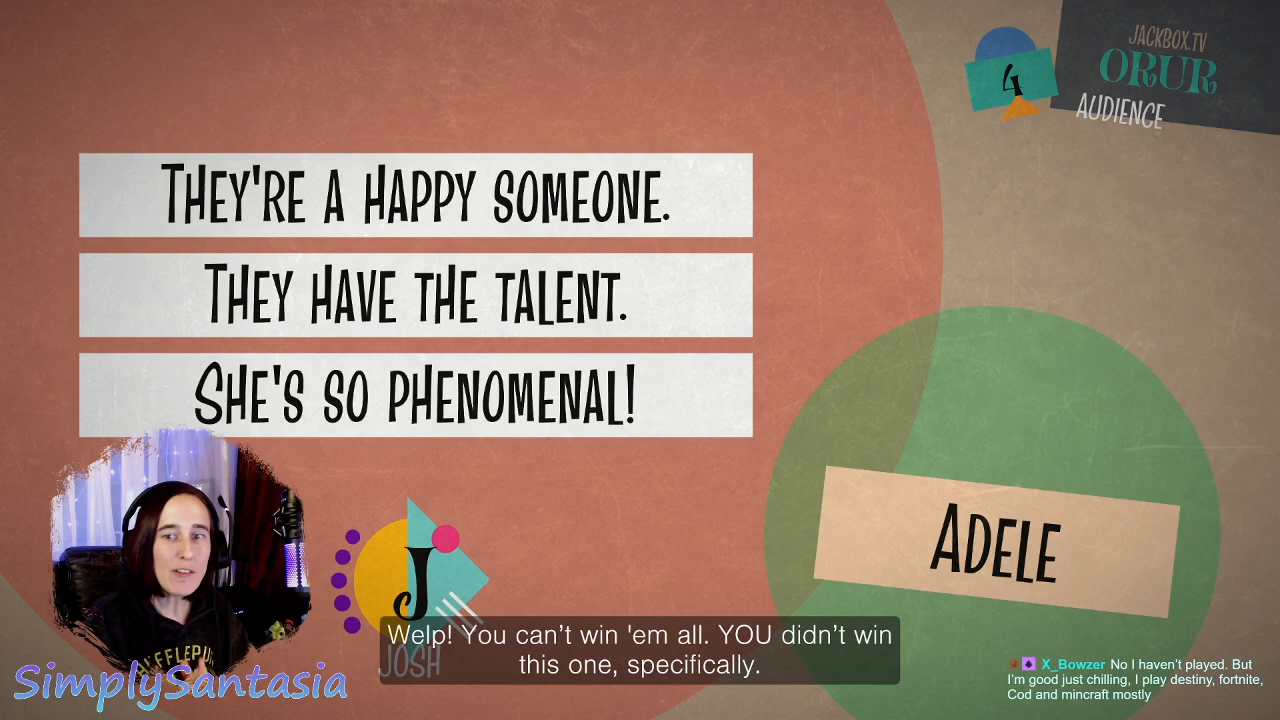 JACKBOX.TV
ORUR
4
AUDIENCE
THEY'RE A HAPPY SOMEONE.
THEY HAVE THE TALENT.
SHE'S SO PHENOMENAL!
ADELE
J
JOSH
Welp! You can't win 'em all. YOU didn't win
this one, specifically.
HUFFLEPUFF
SimplySantasia
X_Bowzer No I haven't played. But
I'm good just chilling, I play destiny, fortnite,
Cod and mincraft mostly